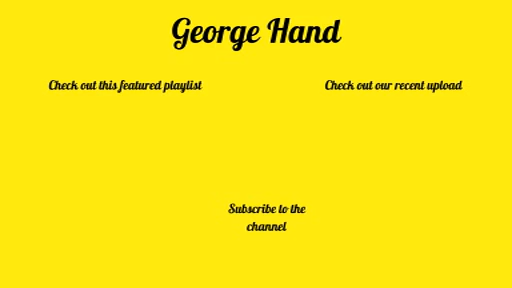 George Hand
Check out this featured playlist
Check out our recent upload
Subscribe to the
channel